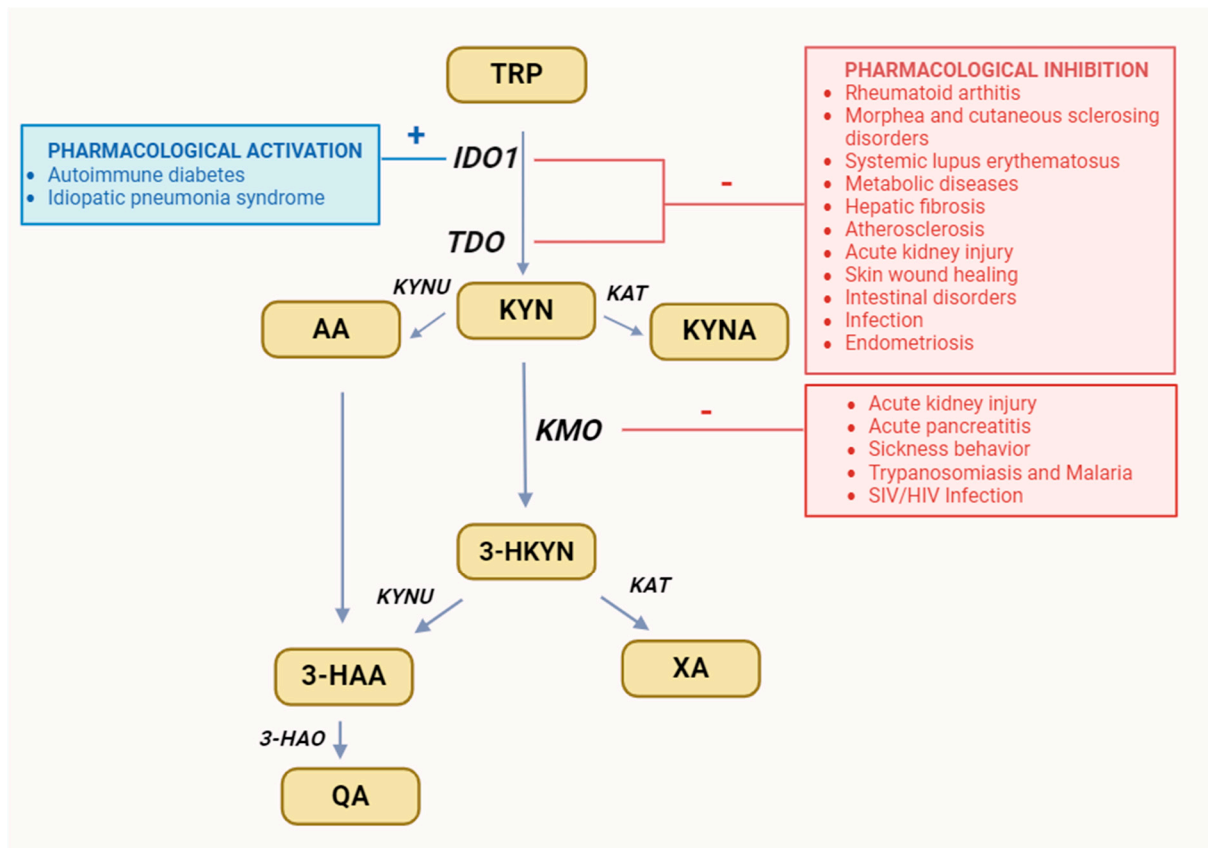 TRP
PHARMACOLOGICAL ACTIVATION
• Autoimmune diabetes
• Idiopatic pneumonia syndrome
+
IDO1
TDO
-
PHARMACOLOGICAL INHIBITION
• Rheumatoid arthitis
• Morphea and cutaneous sclerosing
disorders
• Systemic lupus erythematosus
• Metabolic diseases
• Hepatic fibrosis
• Atherosclerosis
• Acute kidney injury
• Skin wound healing
• Intestinal disorders
• Infection
• Endometriosis
KYNU
KYN
KAT
AA
KYNA
KMO
-
• Acute kidney injury
• Acute pancreatitis
• Sickness behavior
• Trypanosomiasis and Malaria
• SIV/HIV Infection
3-HKYN
KYNU
KAT
3-HAA
XA
3-HAO
QA